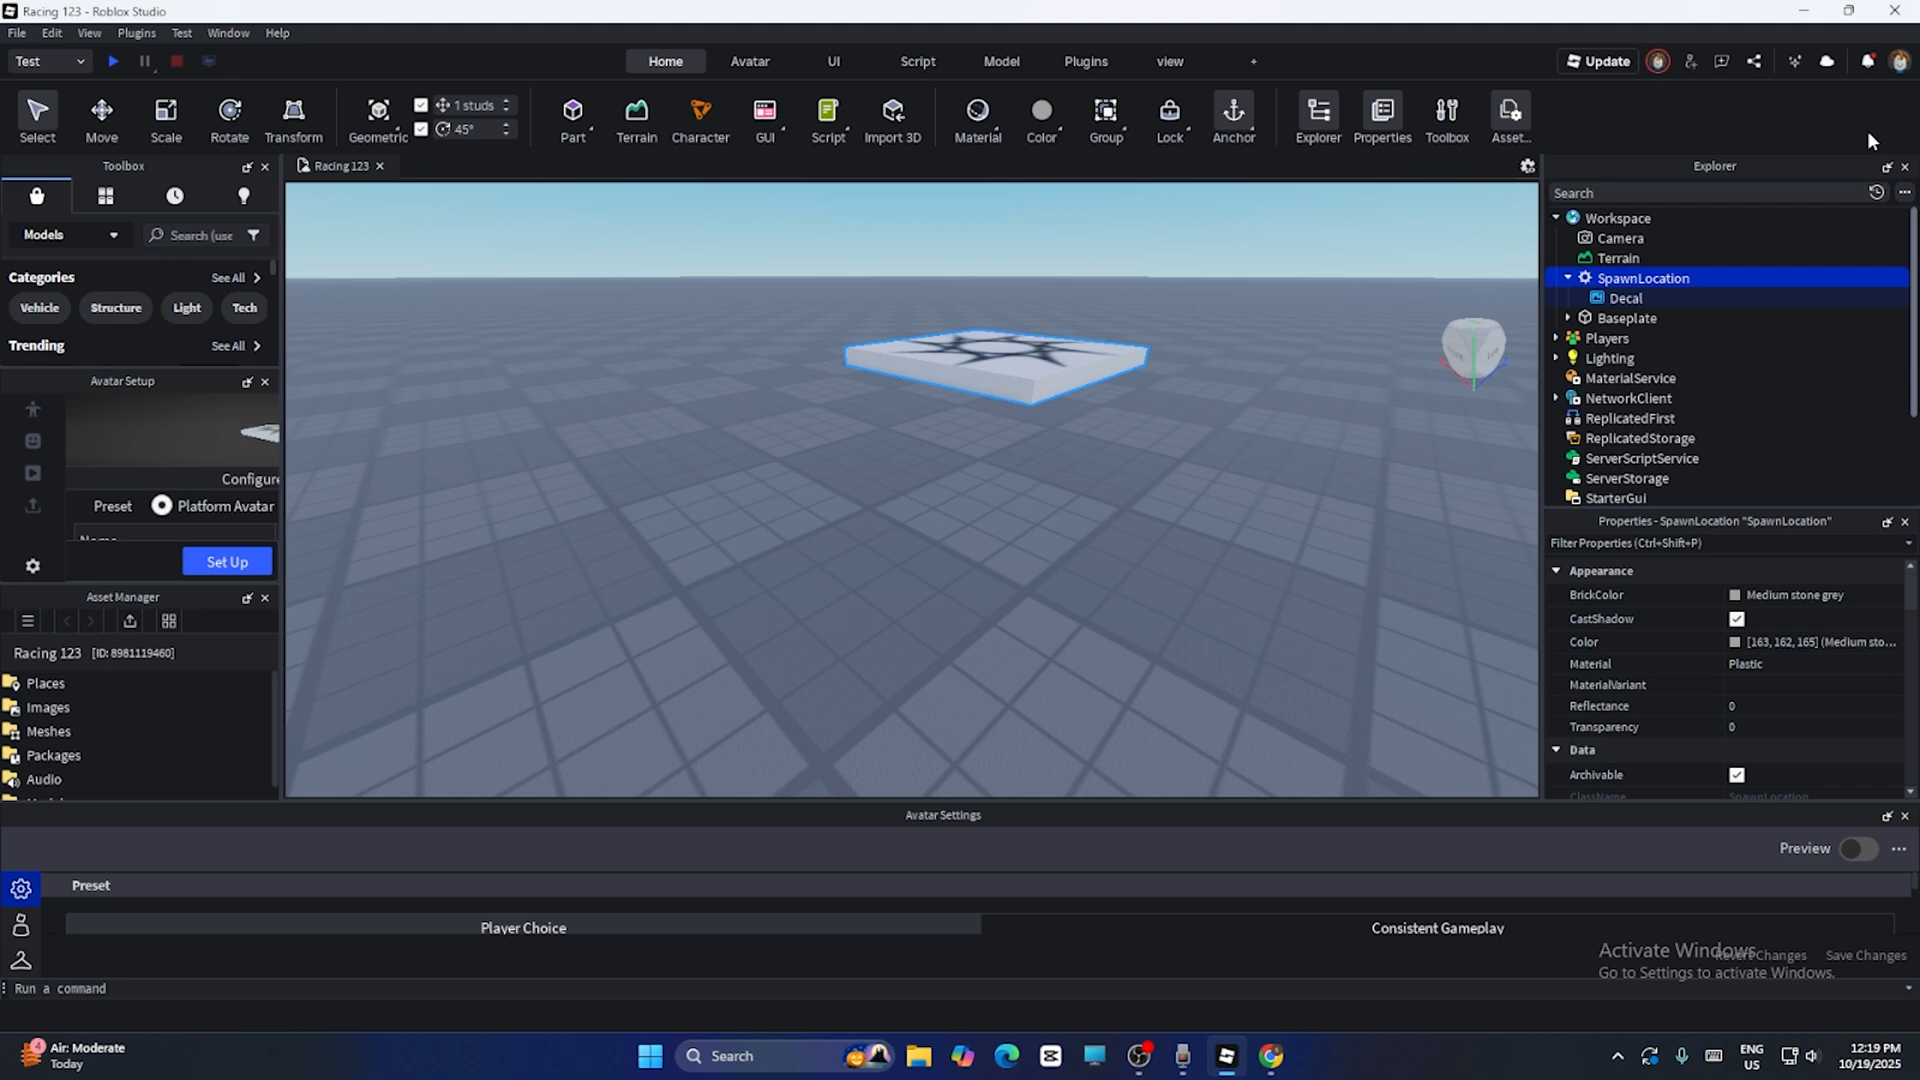 Racing 123 - Roblox Studio
File Edit View Plugins Test Window Help
Test
Home Avatar UI Script Model Plugins view +
Update
Select Move Scale Rotate Transform Geometric 1 studs 45° Part Terrain Character GUI Script Import 3D Material Color Group Lock Anchor Explorer Properties Toolbox Asset...
Toolbox
Models
Search (use
Categories See All
Vehicle Structure Light Tech
Trending See All
Avatar Setup
Configure
Preset Platform Avatar
Set Up
Asset Manager
Racing 123 [ID: 8981119460]
Places
Images
Meshes
Packages
Audio
Racing 123
Explorer
Search
Workspace
Camera
Terrain
SpawnLocation
Decal
Baseplate
Players
Lighting
MaterialService
NetworkClient
ReplicatedFirst
ReplicatedStorage
ServerScriptService
ServerStorage
StarterGui
Properties - SpawnLocation "SpawnLocation"
Filter Properties (Ctrl+Shift+P)
Appearance
BrickColor Medium stone grey
CastShadow
Color [163, 162, 165] (Medium sto...
Material Plastic
MaterialVariant
Reflectance 0
Transparency 0
Data
Archivable
ClassName SpawnLocation
Avatar Settings
Preview
Preset
Player Choice Consistent Gameplay
Revert Changes Save Changes
Activate Windows
Go to Settings to activate Windows.
Run a command
4
Air: Moderate
Today
Search
ENG
US
12:19 PM
10/19/2025